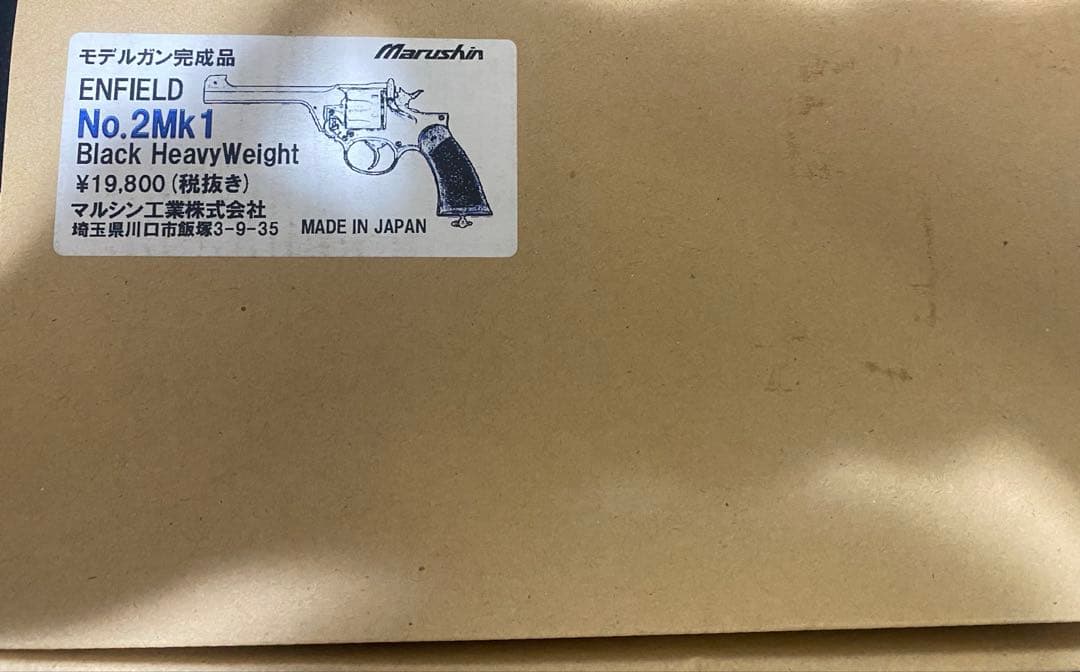 モデルガン完成品 Marushin
ENFIELD
No.2Mk1
Black HeavyWeight
¥19,800(税抜き)
マルシン工業株式会社
埼玉県川口市飯塚3-9-35 MADE IN JAPAN